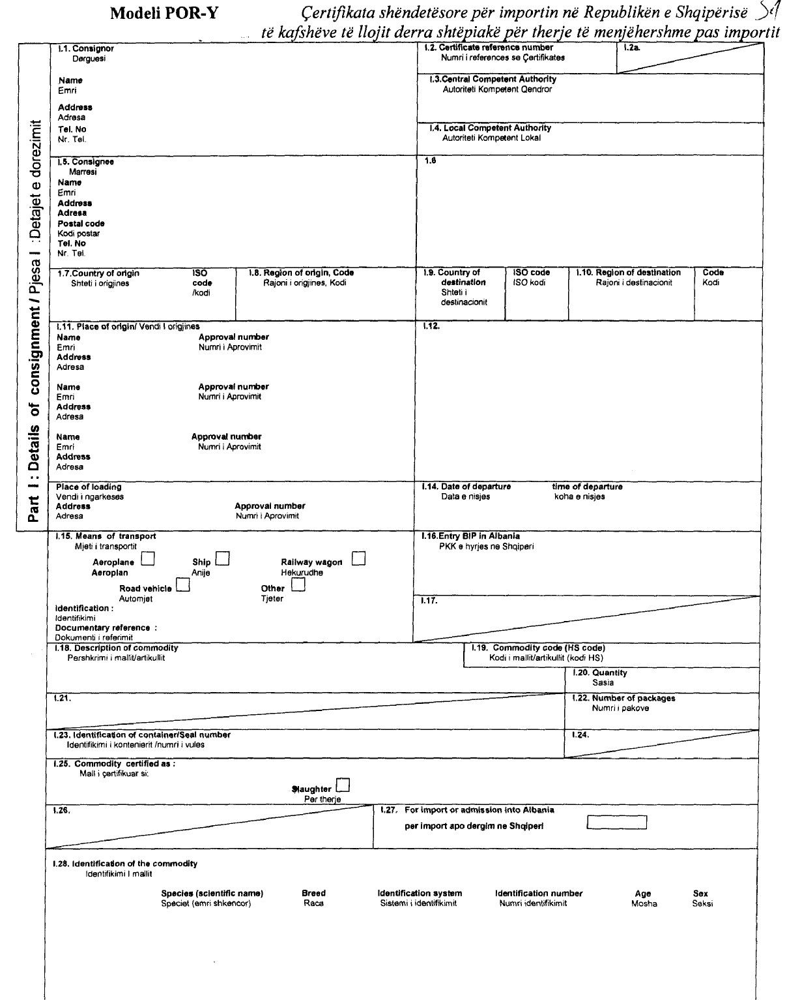 Modeli POR-Y
Çertifikata shëndetësore për importin në Republikën e Shqipërisë
të kafshëve të llojit derra shtëpiakë për therje të menjëhershme pas importit
Part I : Details of consignment / Pjesa I :Detajet e dorezimit
I.1. Consignor
Derguesi
Name
Emri
Address
Adresa
Tel. No
Nr. Tel.
I.2. Certificate reference number
Numri i references se Çertifikates
I.2a.
I.3.Central Competent Authority
Autoriteti Kompetent Qendror
I.4. Local Competent Authority
Autoriteti Kompetent Lokal
I.5. Consignee
Marresi
Name
Emri
Address
Adresa
Postal code
Kodi postar
Tel. No
Nr. Tel.
1.6
1.7.Country of origin
Shteti i origjines
ISO
code
/kodi
I.8. Region of origin, Code
Rajoni i origjines, Kodi
I.9. Country of
destination
Shteti i
destinacionit
ISO code
ISO kodi
I.10. Region of destination
Rajoni i destinacionit
Code
Kodi
I.11. Place of origin/ Vendi I origjines
Name Approval number
Emri Numri i Aprovimit
Address
Adresa
Name Approval number
Emri Numri i Aprovimit
Address
Adresa
Name Approval number
Emri Numri i Aprovimit
Address
Adresa
I.12.
Place of loading
Vendi i ngarkeses
Address Approval number
Adresa Numri i Aprovimit
I.14. Date of departure time of departure
Data e nisjes koha e nisjes
I.15. Means of transport
Mjeti i transportit
Aeroplane Ship Railway wagon
Aeroplan Anije Hekurudhe
Road vehicle Other
Automjet Tjeter
Identification :
Identifikimi
Documentary reference :
Dokumenti i referimit
I.16.Entry BIP in Albania
PKK e hyrjes ne Shqiperi
I.17.
I.18. Description of commodity
Pershkrimi i mallit/artikullit
I.19. Commodity code (HS code)
Kodi i mallit/artikullit (kodi HS)
I.20. Quantity
Sasia
I.21.
I.22. Number of packages
Numri i pakove
I.23. Identification of container/Seal number
Identifikimi i kontenierit /numri i vules
I.24.
I.25. Commodity certified as :
Mall i çertifikuar si:
Slaughter
Per therje
I.26.
I.27. For import or admission into Albania
per import apo dergim ne Shqiperi
I.28. Identification of the commodity
Identifikimi I mallit
Species (scientific name) Breed Identification system Identification number Age Sex
Speciet (emri shkencor) Raca Sistemi i identifikimit Numri identifikimit Mosha Seksi